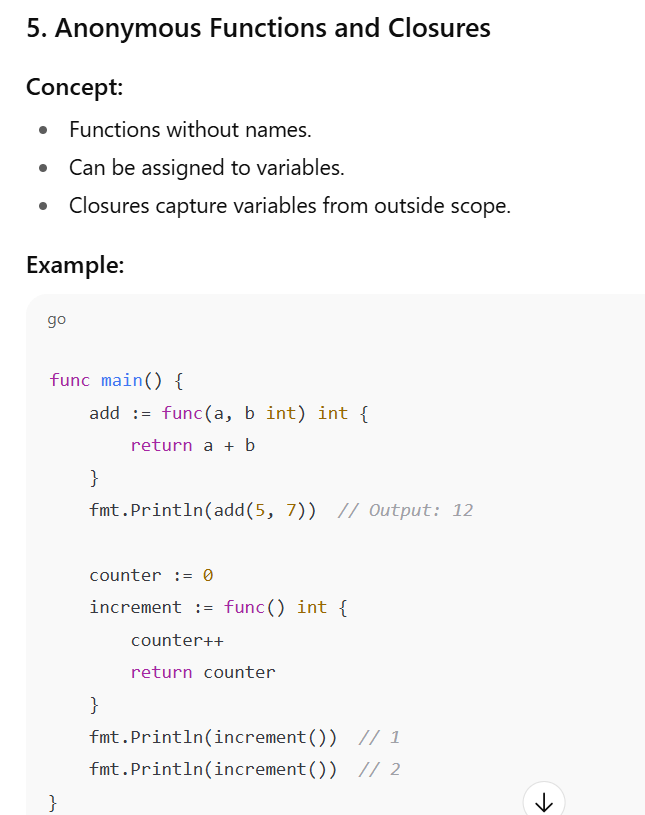 5. Anonymous Functions and Closures
Concept:
• Functions without names.
• Can be assigned to variables.
• Closures capture variables from outside scope.
Example:
go
func main() {
    add := func(a, b int) int {
        return a + b
    }
    fmt.Println(add(5, 7))  // Output: 12

    counter := 0
    increment := func() int {
        counter++
        return counter
    }
    fmt.Println(increment())  // 1
    fmt.Println(increment())  // 2
}